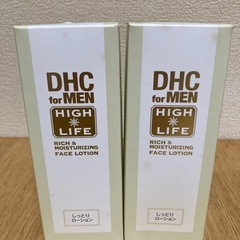 DHC
for MEN
HIGH
LIFE
RICH &
MOISTURIZING
FACE LOTION
しっとり
ローション
DHC
for MEN
HIGH
LIFE
RICH &
MOISTURIZING
FACE LOTION
しっとり
ローション